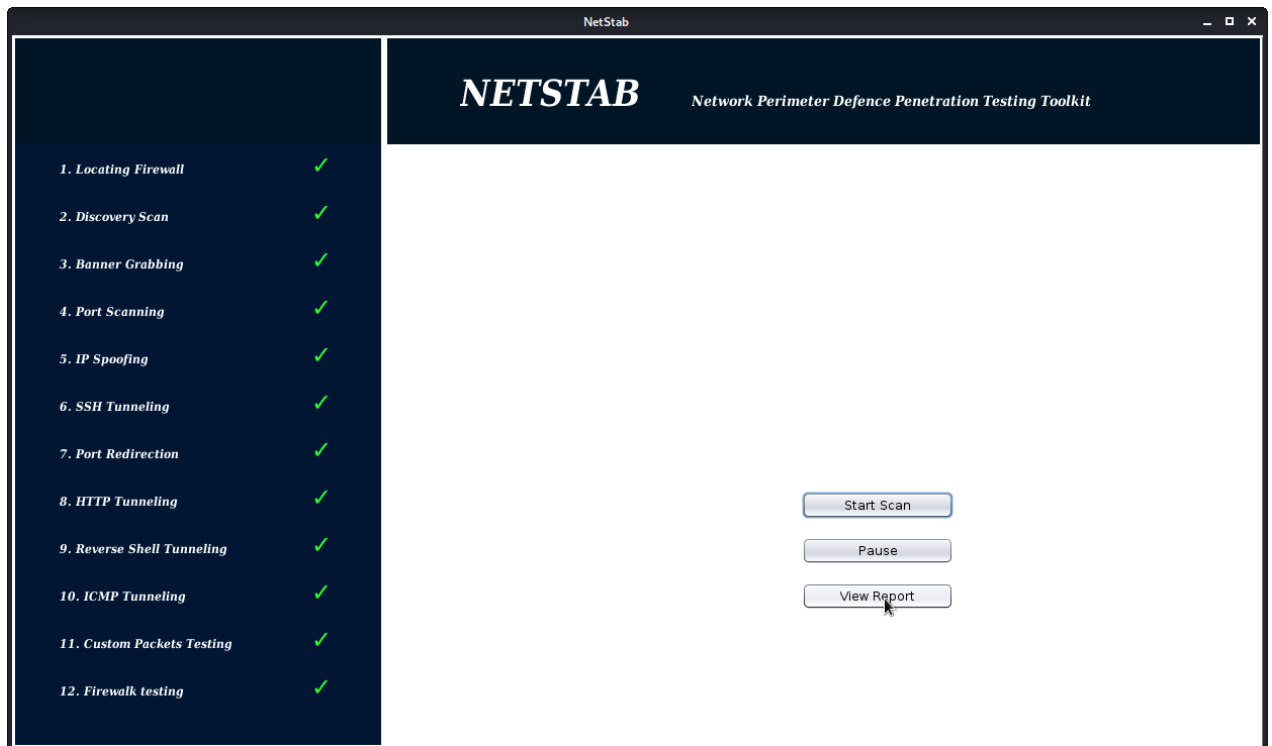 NetStab
NETSTAB Network Perimeter Defence Penetration Testing Toolkit
1. Locating Firewall ✓
2. Discovery Scan ✓
3. Banner Grabbing ✓
4. Port Scanning ✓
5. IP Spoofing ✓
6. SSH Tunneling ✓
7. Port Redirection ✓
8. HTTP Tunneling ✓
9. Reverse Shell Tunneling ✓
10. ICMP Tunneling ✓
11. Custom Packets Testing ✓
12. Firewalk testing ✓
Start Scan
Pause
View Report